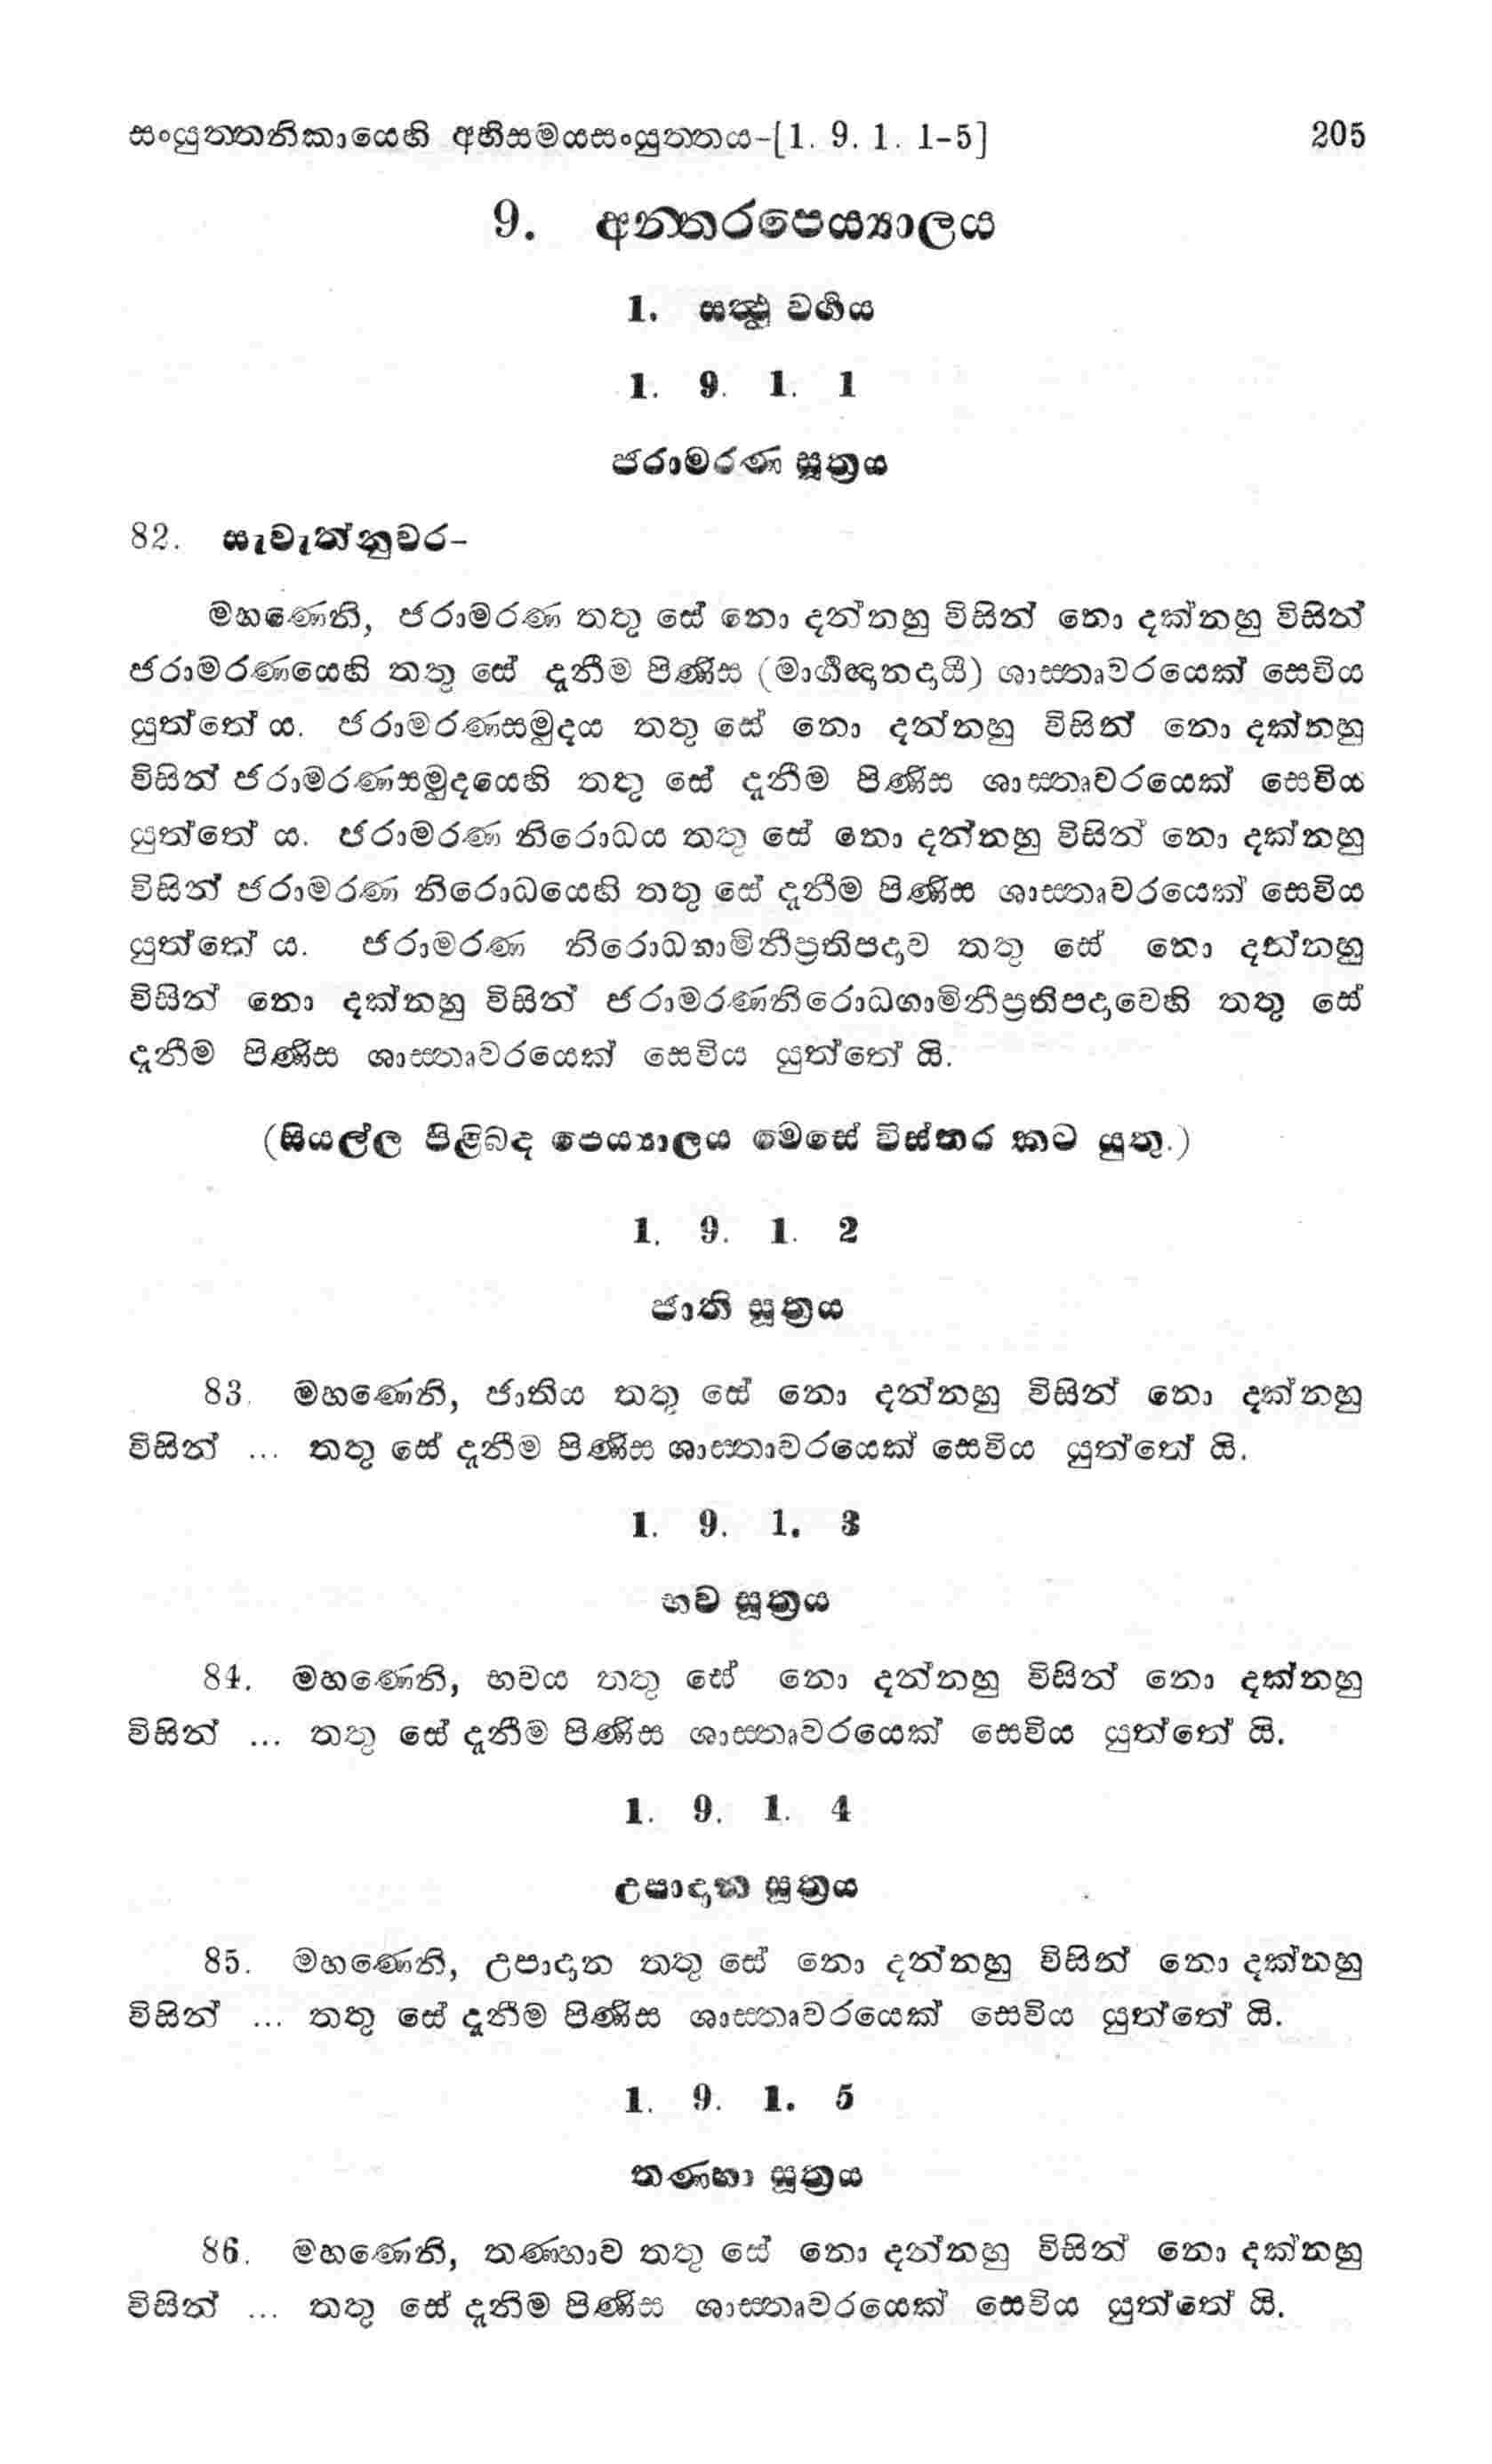 සංයුත්තනිකායෙහි අභිසමයසංයුත්තය-[1. 9. 1. 1-5] 205
9. අන්තරපෙය්‍යාලය
1. සත්‍ථු වර්‍ගය
1. 9. 1. 1
ජරාමරණ සූත්‍රය
82. සැවැත්නුවර-
මහණෙනි, ජරාමරණ තතු සේ නො දන්නහු විසින් නො දක්නහු විසින්
ජරාමරණයෙහි තතු සේ දැනීම පිණිස (මාර්‍ගඥානදායී) ශාස්තෘවරයෙක් සෙවිය
යුත්තේ ය. ජරාමරණසමුදය තතු සේ නො දන්නහු විසින් නො දක්නහු
විසින් ජරාමරණසමුදයෙහි තතු සේ දැනීම පිණිස ශාස්තෘවරයෙක් සෙවිය
යුත්තේ ය. ජරාමරණ නිරොධය තතු සේ නො දන්නහු විසින් නො දක්නහු
විසින් ජරාමරණ නිරොධයෙහි තතු සේ දැනීම පිණිස ශාස්තෘවරයෙක් සෙවිය
යුත්තේ ය. ජරාමරණ නිරොධගාමිනීප්‍රතිපදාව තතු සේ නො දන්නහු
විසින් නො දක්නහු විසින් ජරාමරණනිරොධගාමිනීප්‍රතිපදාවෙහි තතු සේ
දැනීම පිණිස ශාස්තෘවරයෙක් සෙවිය යුත්තේ යි.
(සියල්ල පිළිබඳ පෙය්‍යාලය මෙසේ විස්තර කට යුතු.)
1. 9. 1. 2
ජාති සූත්‍රය
83. මහණෙනි, ජාතිය තතු සේ නො දන්නහු විසින් නො දක්නහු
විසින් ... තතු සේ දැනීම පිණිස ශාස්තාවරයෙක් සෙවිය යුත්තේ යි.
1. 9. 1. 3
භව සූත්‍රය
84. මහණෙනි, භවය තතු සේ නො දන්නහු විසින් නො දක්නහු
විසින් ... තතු සේ දැනීම පිණිස ශාස්තෘවරයෙක් සෙවිය යුත්තේ යි.
1. 9. 1. 4
උපාදාන සූත්‍රය
85. මහණෙනි, උපාදාන තතු සේ නො දන්නහු විසින් නො දක්නහු
විසින් ... තතු සේ දැනීම පිණිස ශාස්තෘවරයෙක් සෙවිය යුත්තේ යි.
1. 9. 1. 5
තණ්හා සූත්‍රය
86. මහණෙනි, තණ්හාව තතු සේ නො දන්නහු විසින් නො දක්නහු
විසින් ... තතු සේ දැනිම පිණිස ශාස්තෘවරයෙක් සෙවිය යුත්තේ යි.